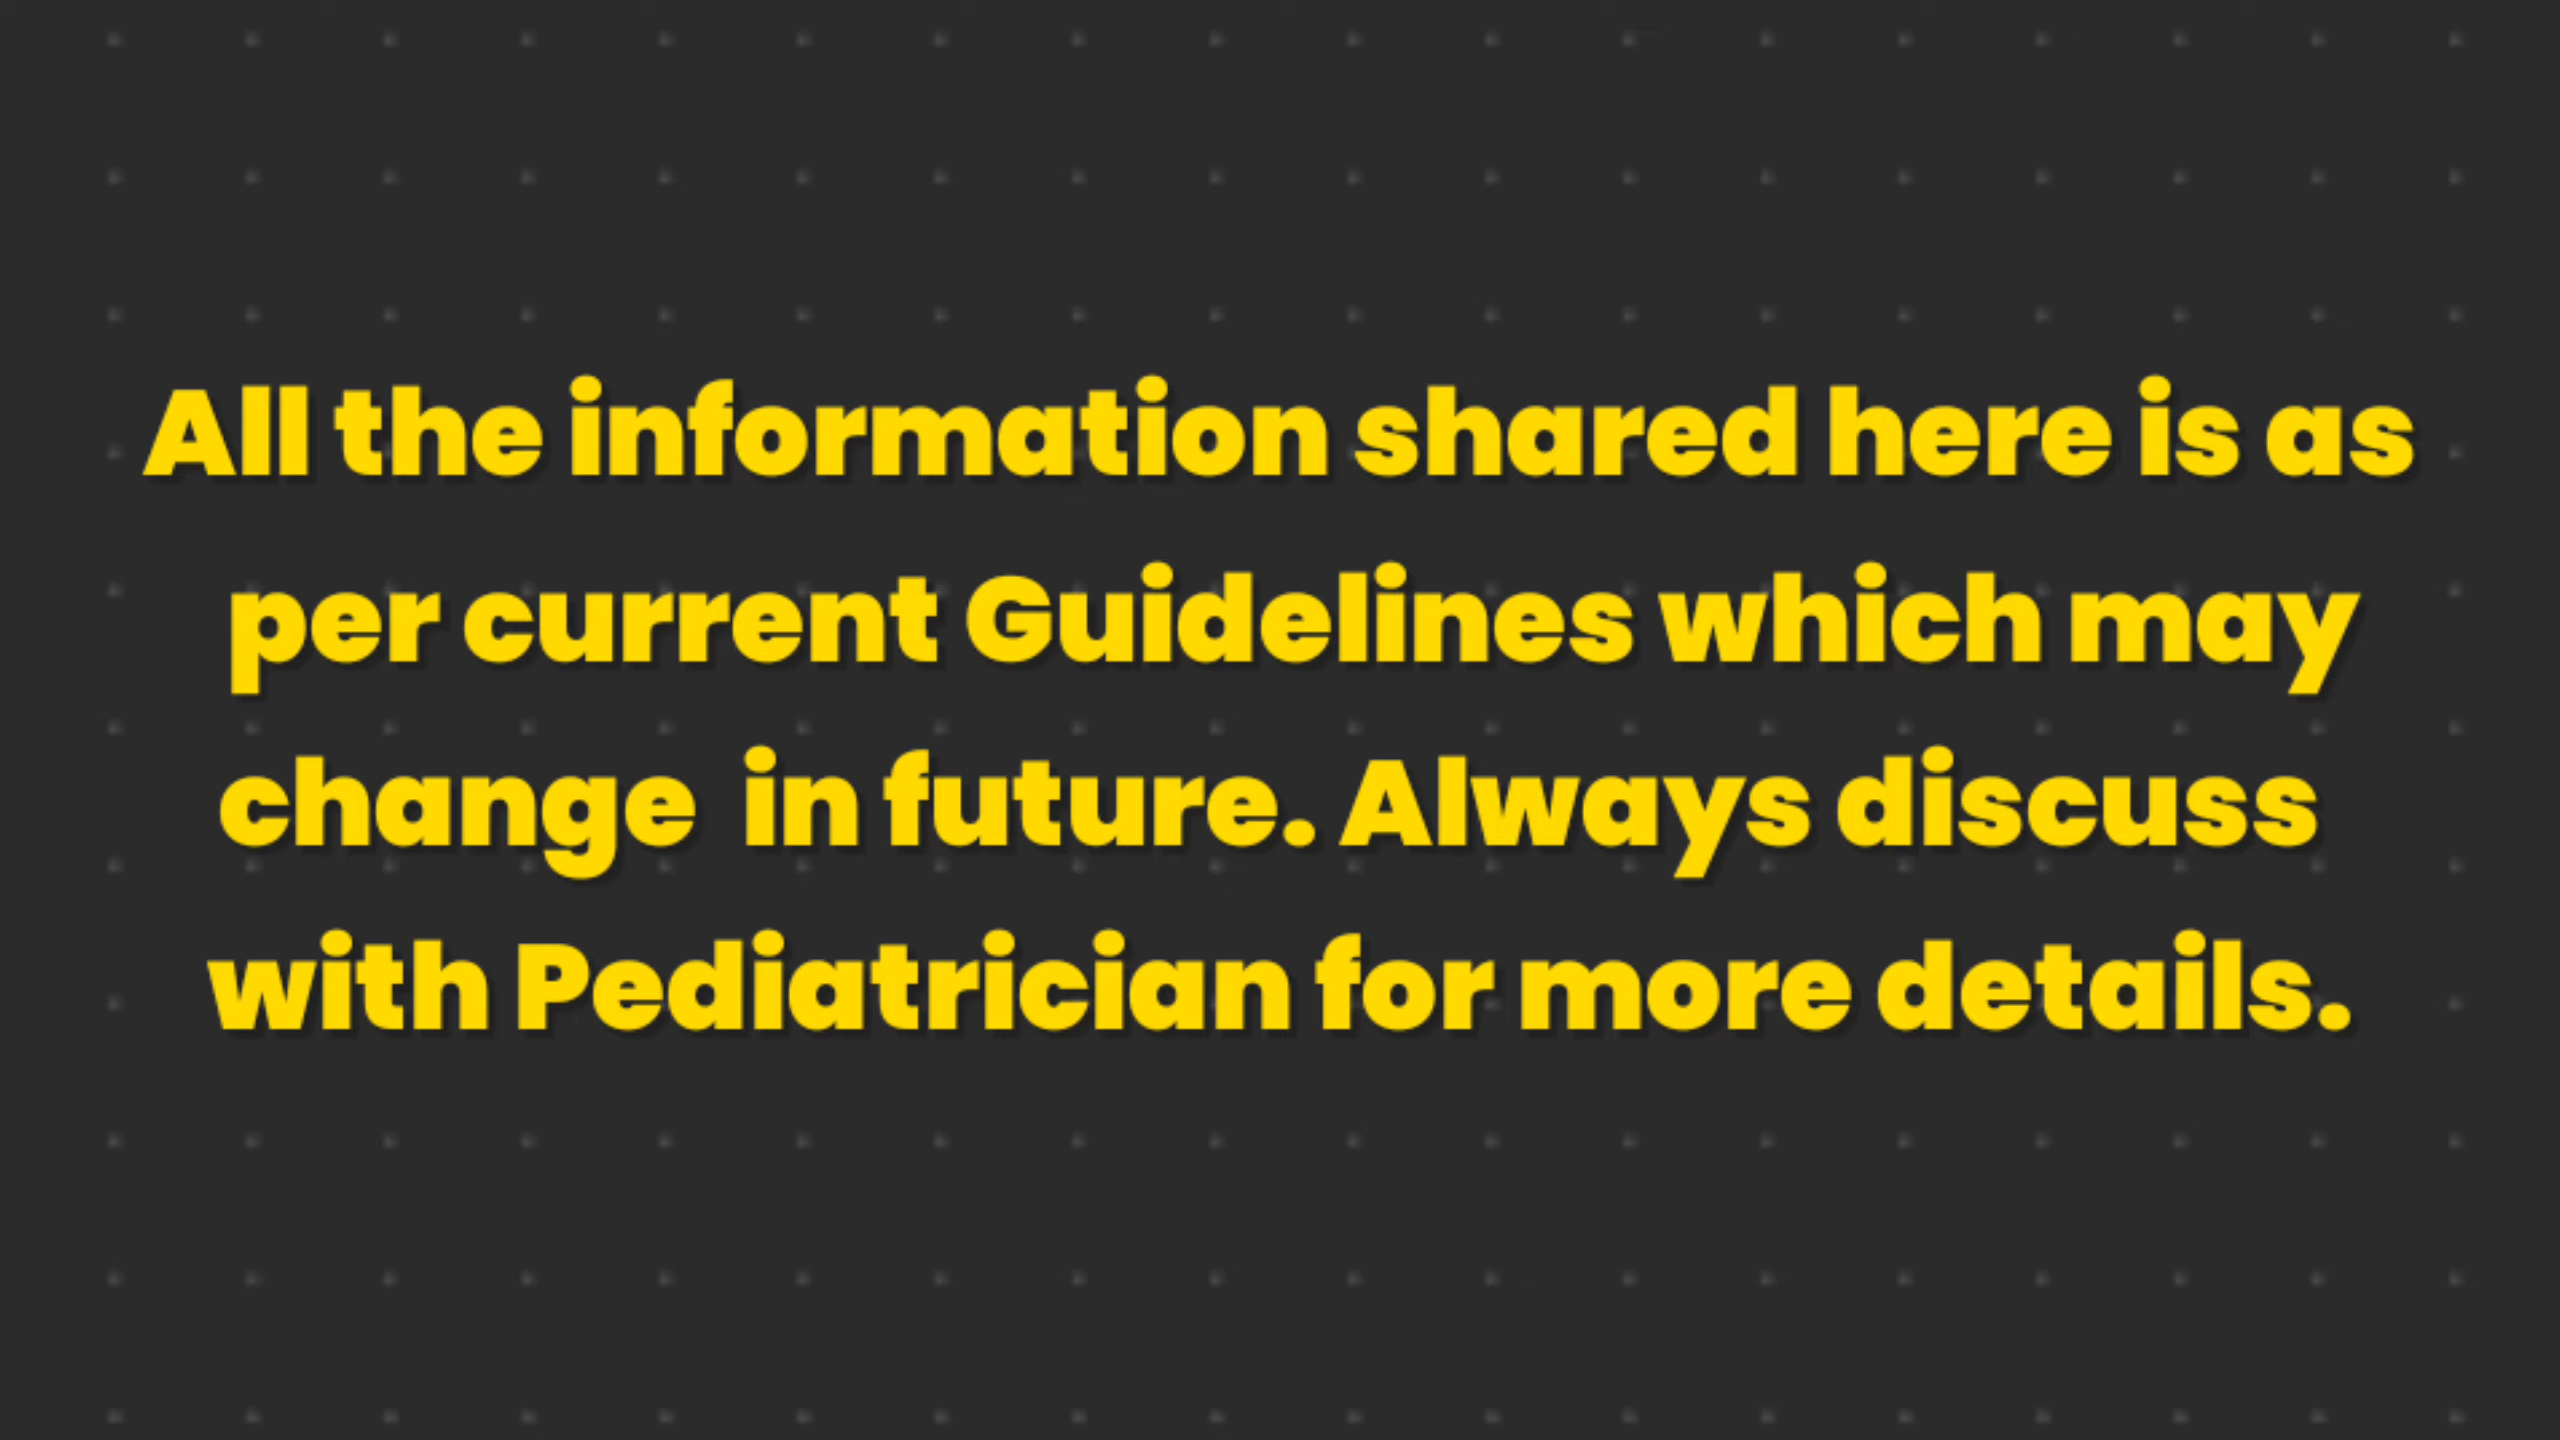 All the information shared here is as
per current Guidelines which may
change  in future. Always discuss
with Pediatrician for more details.